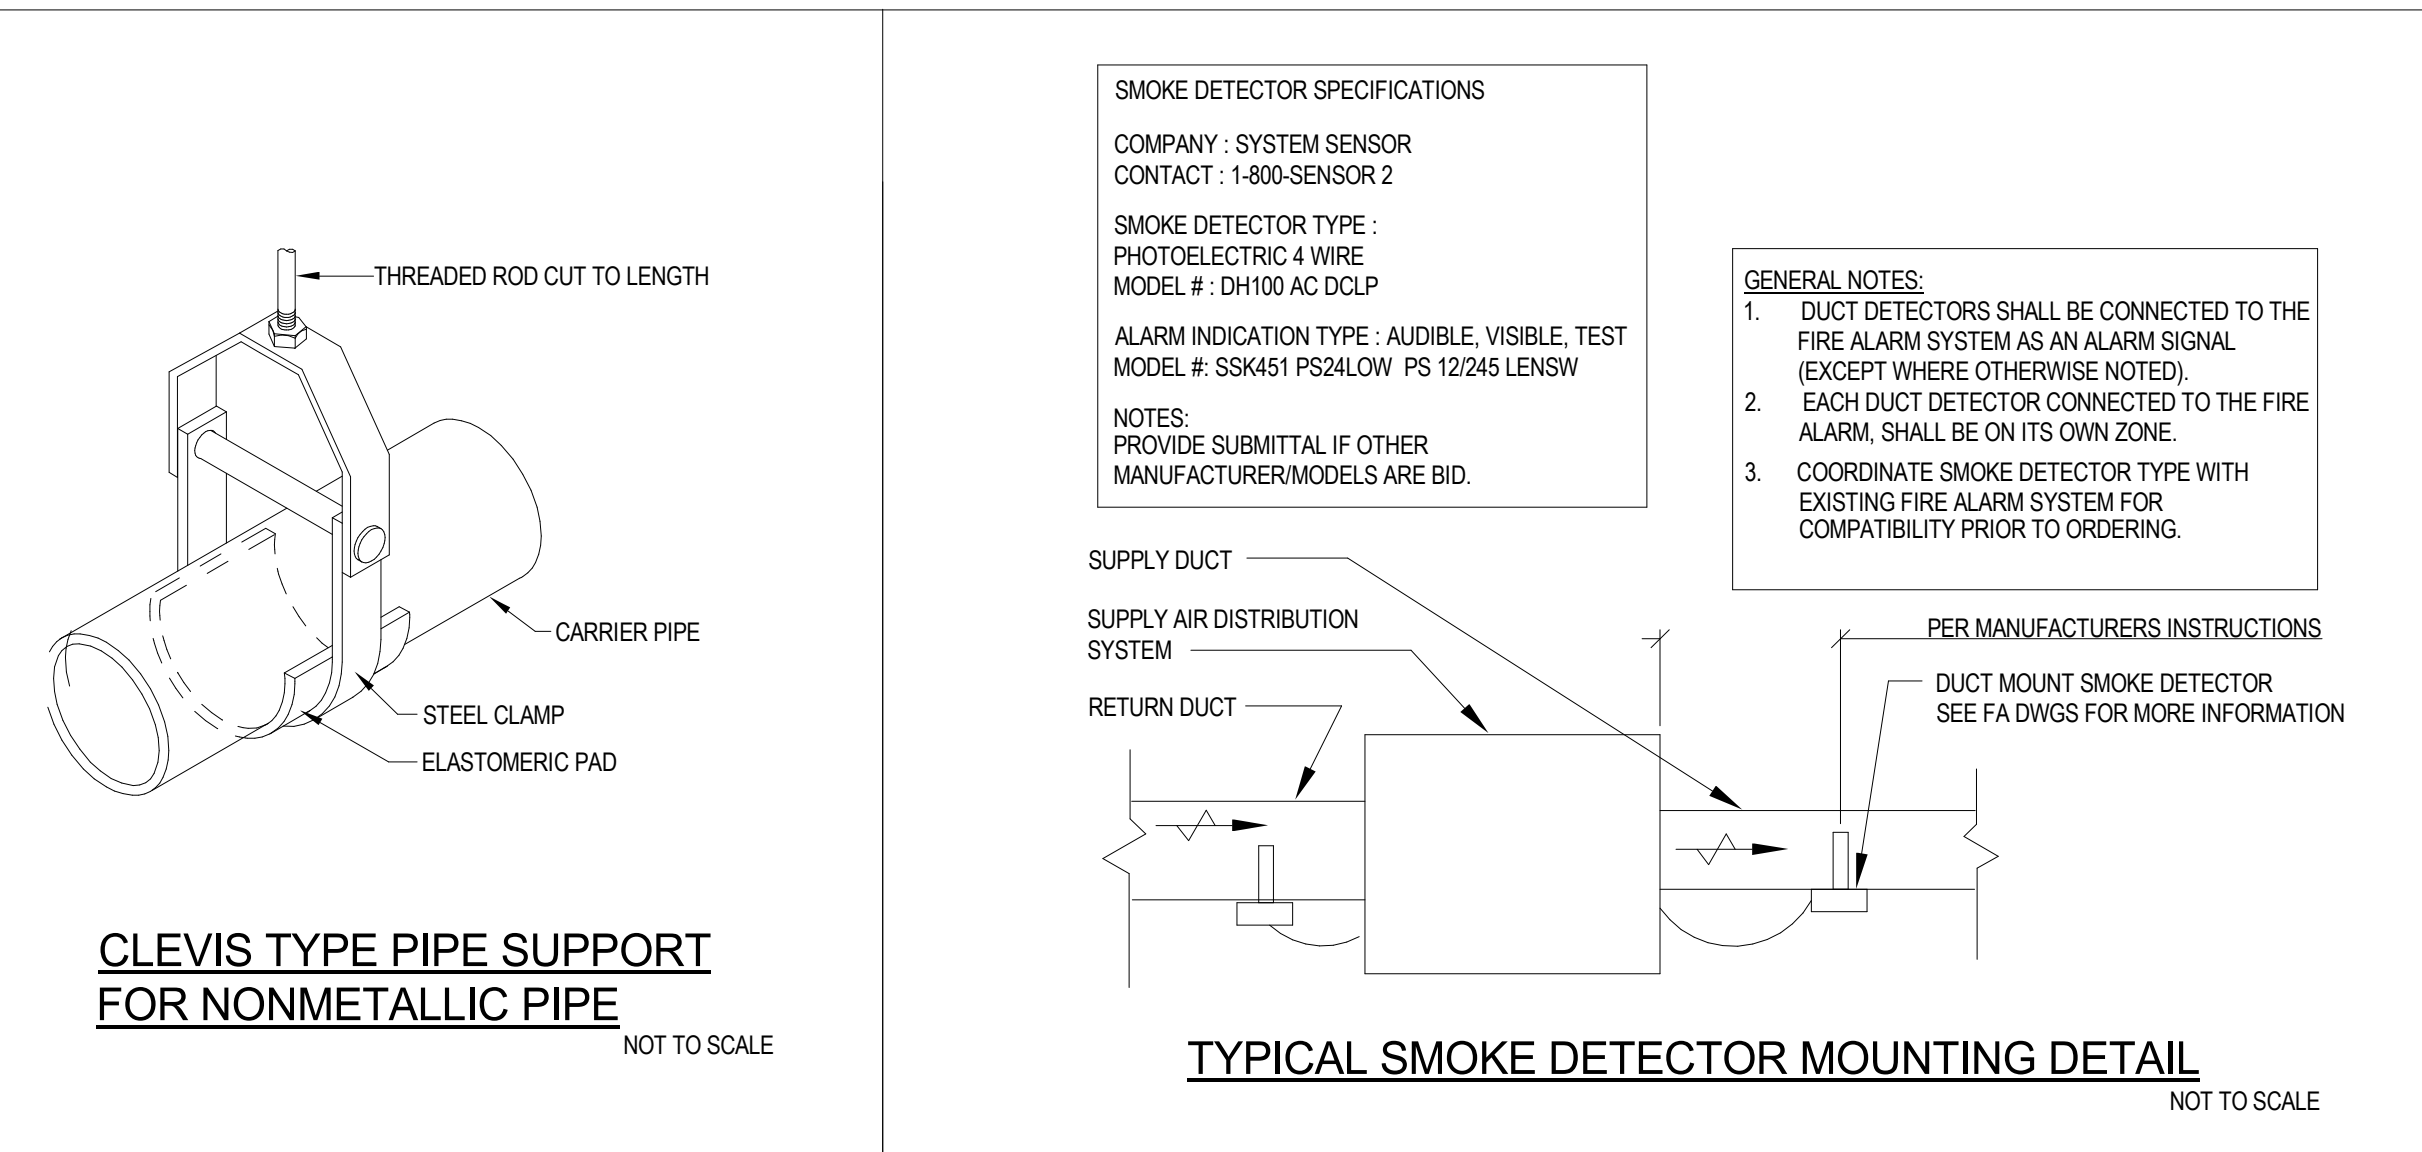 THREADED ROD CUT TO LENGTH
CARRIER PIPE
STEEL CLAMP
ELASTOMERIC PAD
CLEVIS TYPE PIPE SUPPORT
FOR NONMETALLIC PIPE
NOT TO SCALE
SMOKE DETECTOR SPECIFICATIONS
COMPANY : SYSTEM SENSOR
CONTACT : 1-800-SENSOR 2
SMOKE DETECTOR TYPE :
PHOTOELECTRIC 4 WIRE
MODEL # : DH100 AC DCLP
ALARM INDICATION TYPE : AUDIBLE, VISIBLE, TEST
MODEL #: SSK451 PS24LOW  PS 12/245 LENSW
NOTES:
PROVIDE SUBMITTAL IF OTHER
MANUFACTURER/MODELS ARE BID.
GENERAL NOTES:
1. DUCT DETECTORS SHALL BE CONNECTED TO THE
FIRE ALARM SYSTEM AS AN ALARM SIGNAL
(EXCEPT WHERE OTHERWISE NOTED).
2. EACH DUCT DETECTOR CONNECTED TO THE FIRE
ALARM, SHALL BE ON ITS OWN ZONE.
3. COORDINATE SMOKE DETECTOR TYPE WITH
EXISTING FIRE ALARM SYSTEM FOR
COMPATIBILITY PRIOR TO ORDERING.
SUPPLY DUCT
SUPPLY AIR DISTRIBUTION
SYSTEM
RETURN DUCT
PER MANUFACTURERS INSTRUCTIONS
DUCT MOUNT SMOKE DETECTOR
SEE FA DWGS FOR MORE INFORMATION
TYPICAL SMOKE DETECTOR MOUNTING DETAIL
NOT TO SCALE